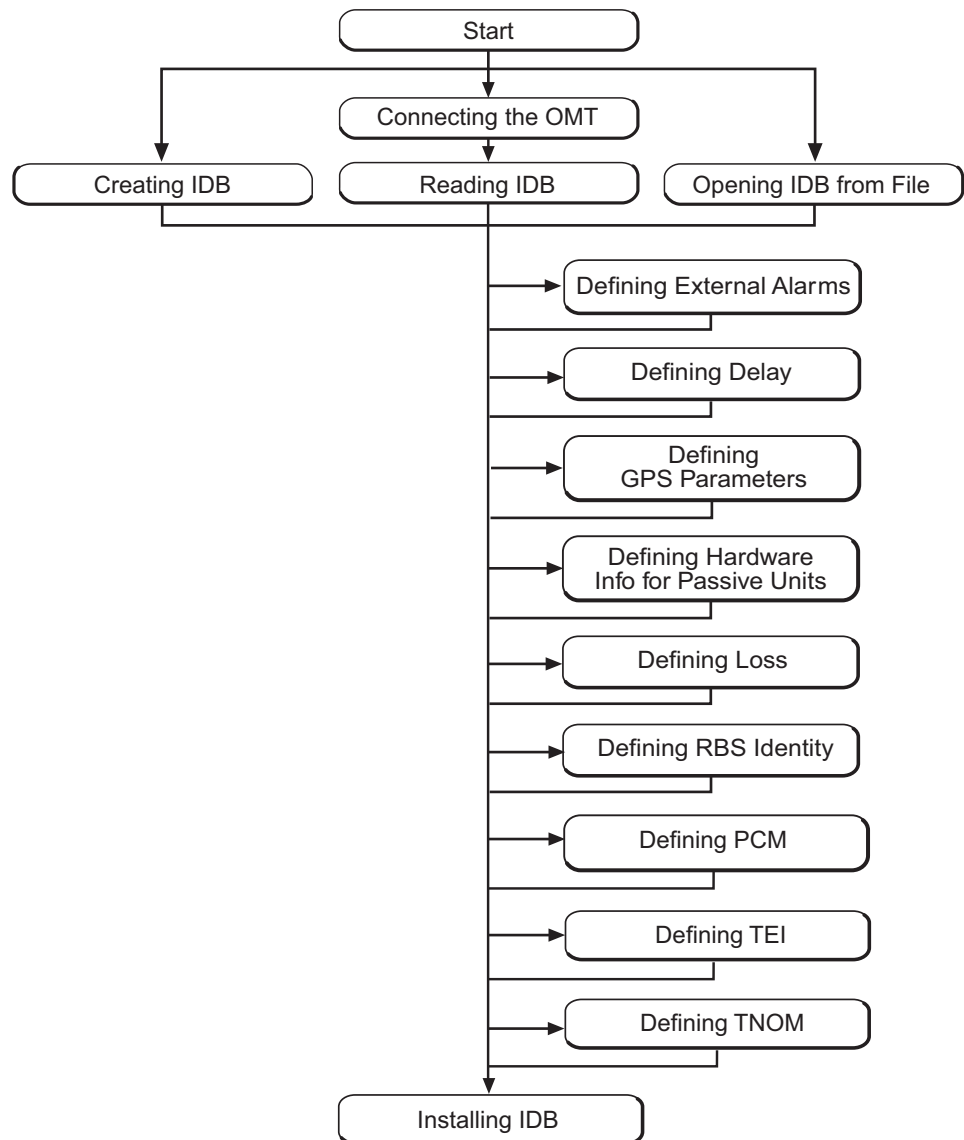 Start
Connecting the OMT
Creating IDB
Reading IDB
Opening IDB from File
Defining External Alarms
Defining Delay
Defining
GPS Parameters
Defining Hardware
Info for Passive Units
Defining Loss
Defining RBS Identity
Defining PCM
Defining TEI
Defining TNOM
Installing IDB